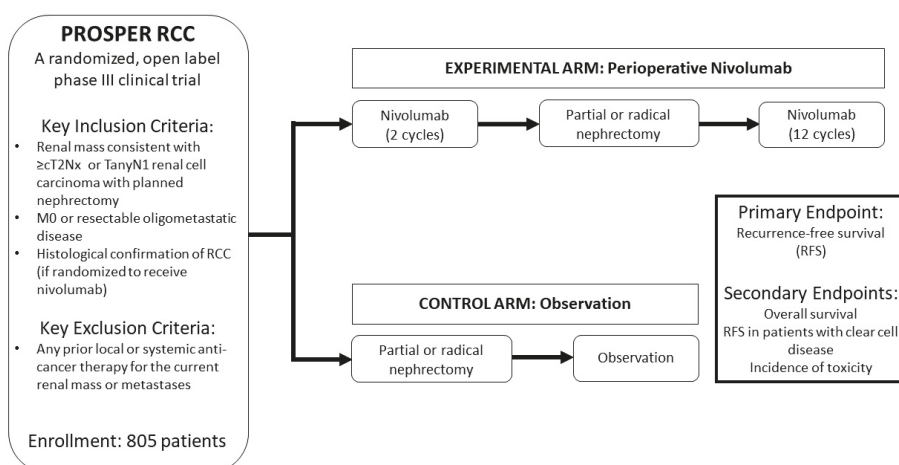 PROSPER RCC
A randomized, open label
phase III clinical trial
Key Inclusion Criteria:
• Renal mass consistent with
≥cT2Nx or TanyN1 renal cell
carcinoma with planned
nephrectomy
• M0 or resectable oligometastatic
disease
• Histological confirmation of RCC
(if randomized to receive
nivolumab)
Key Exclusion Criteria:
• Any prior local or systemic anti-
cancer therapy for the current
renal mass or metastases
Enrollment: 805 patients
EXPERIMENTAL ARM: Perioperative Nivolumab
Nivolumab
(2 cycles)
Partial or radical
nephrectomy
Nivolumab
(12 cycles)
CONTROL ARM: Observation
Partial or radical
nephrectomy
Observation
Primary Endpoint:
Recurrence-free survival
(RFS)
Secondary Endpoints:
Overall survival
RFS in patients with clear cell
disease
Incidence of toxicity